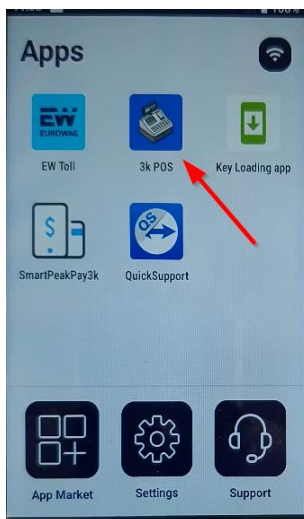 Apps
EW
EUROWAG
EW Toll
3k POS
Key Loading app
$
SmartPeakPay3k
QS
QuickSupport
App Market
Settings
Support